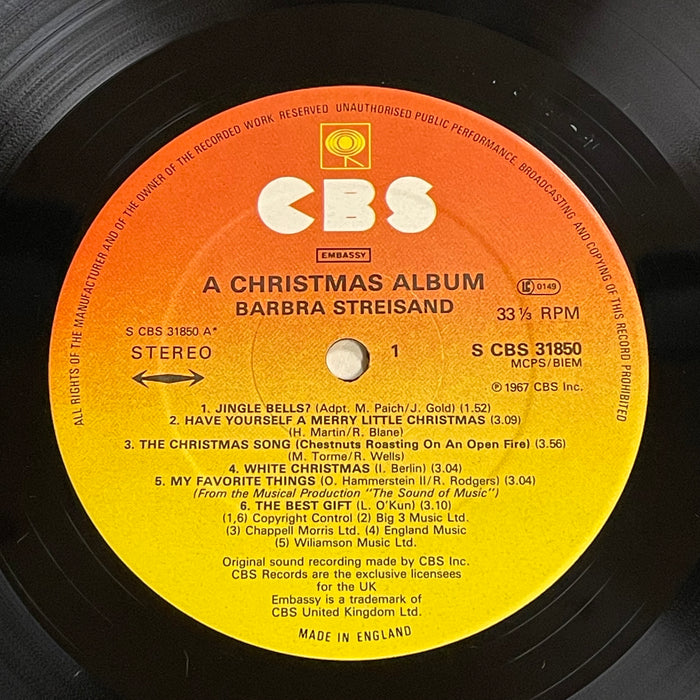 ALL RIGHTS OF THE MANUFACTURER AND OF THE OWNER OF THE RECORDED WORK RESERVED UNAUTHORISED PUBLIC PERFORMANCE, BROADCASTING AND COPYING OF THIS RECORD PROHIBITED
CBS
EMBASSY
A CHRISTMAS ALBUM
BARBRA STREISAND
LC 0149
33 1/3 RPM
S CBS 31850 A*
STEREO
1
S CBS 31850
MCPS/BIEM
℗ 1967 CBS Inc.
1. JINGLE BELLS? (Adpt. M. Paich/J. Gold) (1.52)
2. HAVE YOURSELF A MERRY LITTLE CHRISTMAS (3.09)
(H. Martin/R. Blane)
3. THE CHRISTMAS SONG (Chestnuts Roasting On An Open Fire) (3.56)
(M. Torme/R. Wells)
4. WHITE CHRISTMAS (I. Berlin) (3.04)
5. MY FAVORITE THINGS (O. Hammerstein II/R. Rodgers) (3.04)
(From the Musical Production "The Sound of Music")
6. THE BEST GIFT (L. O'Kun) (3.10)
(1,6) Copyright Control (2) Big 3 Music Ltd.
(3) Chappell Morris Ltd. (4) England Music
(5) Wiliamson Music Ltd.
Original sound recording made by CBS Inc.
CBS Records are the exclusive licensees
for the UK
Embassy is a trademark of
CBS United Kingdom Ltd.
MADE IN ENGLAND